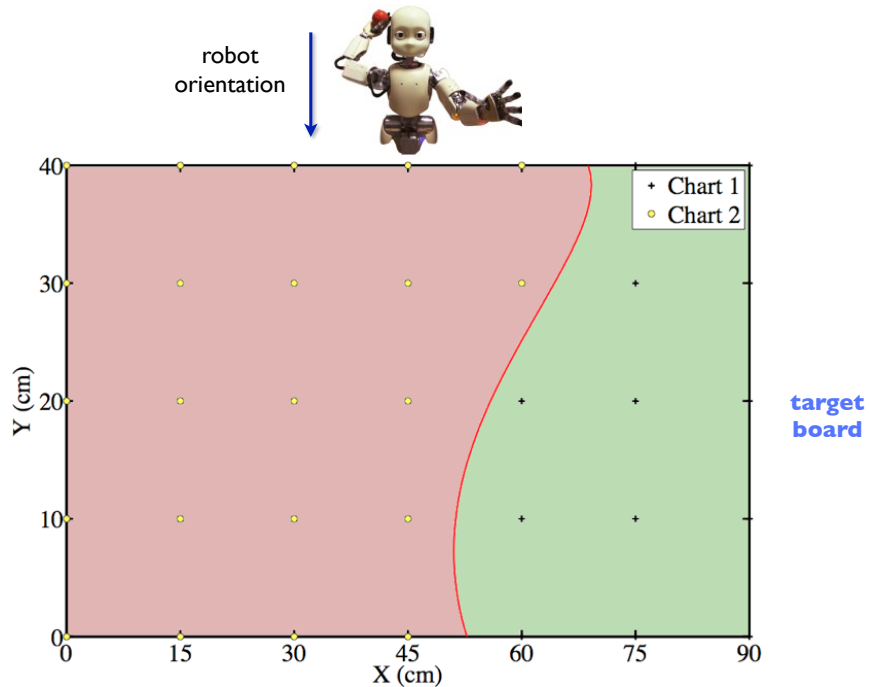 robot
orientation
40
30
20
10
0
Y (cm)
Chart 1
Chart 2
target
board
0 15 30 45 60 75 90
X (cm)